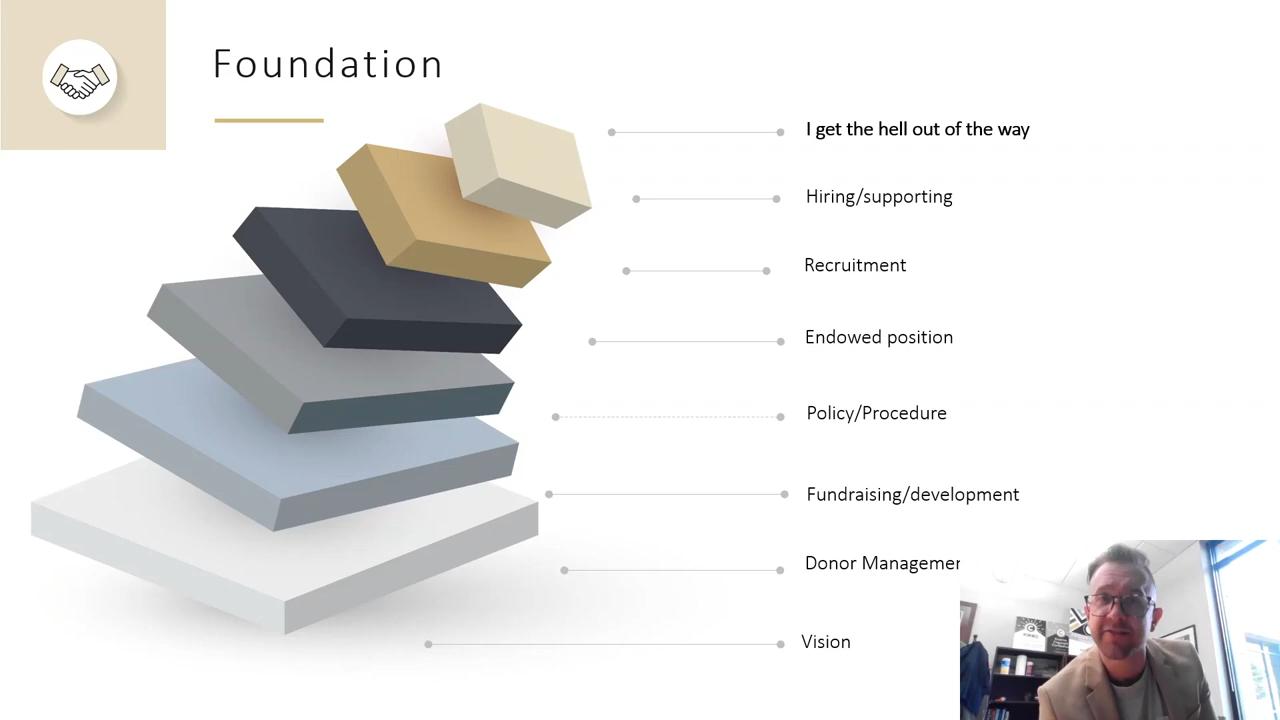 Foundation
I get the hell out of the way
Hiring/supporting
Recruitment
Endowed position
Policy/Procedure
Fundraising/development
Donor
Vision